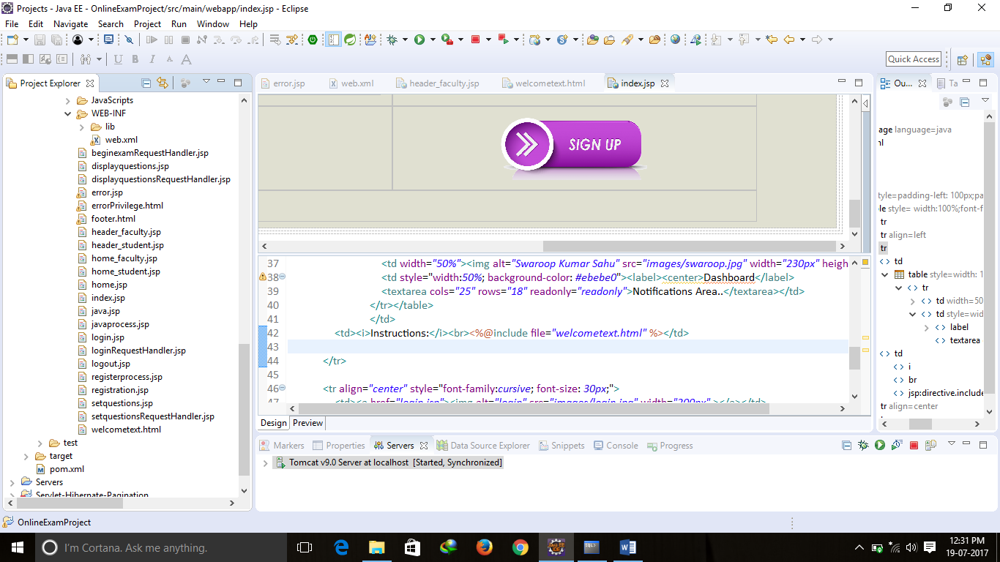 Projects - Java EE - OnlineExamProject/src/main/webapp/index.jsp - Eclipse
File Edit Navigate Search Project Run Window Help
Quick Access
Project Explorer
JavaScripts
WEB-INF
lib
web.xml
beginexamRequestHandler.jsp
displayquestions.jsp
displayquestionsRequestHandler.jsp
error.jsp
errorPrivilege.html
footer.html
header_faculty.jsp
header_student.jsp
home_faculty.jsp
home_student.jsp
home.jsp
index.jsp
java.jsp
javaprocess.jsp
login.jsp
loginRequestHandler.jsp
logout.jsp
registerprocess.jsp
registration.jsp
setquestions.jsp
setquestionsRequestHandler.jsp
welcometext.html
test
target
pom.xml
Servers
Servlet-Hibernate-Pagination
error.jsp web.xml header_faculty.jsp welcometext.html index.jsp
SIGN UP
37 <td width="50%"><img alt="Swaroop Kumar Sahu" src="images/swaroop.jpg" width="230px" heigh
38 <td style="width:50%; background-color: #ebebe0"><label><center>Dashboard</label>
39 <textarea cols="25" rows="18" readonly="readonly">Notifications Area..</textarea></td>
40 </tr></table>
41 </td>
42 <td><i>Instructions:</i><br><%@include file="welcometext.html" %></td>
43
44 </tr>
45
46 <tr align="center" style="font-family:cursive; font-size: 30px;">
47 <td><a href="login.jsp"><img alt="login" src="images/login.jpg" width="200px" ></a></td>
Design Preview
Ou... Ta
age language=java
ml
tyle=padding-left: 100px;pa
le style= width:100%;font-f
tr
tr align=left
tr
td
table style=width: 1
tr
td width=50
td style=wid
label
textarea
td
i
br
jsp:directive.include
tr align=center
Markers Properties Servers Data Source Explorer Snippets Console Progress
Tomcat v9.0 Server at localhost [Started, Synchronized]
OnlineExamProject
I'm Cortana. Ask me anything.
12:31 PM
19-07-2017